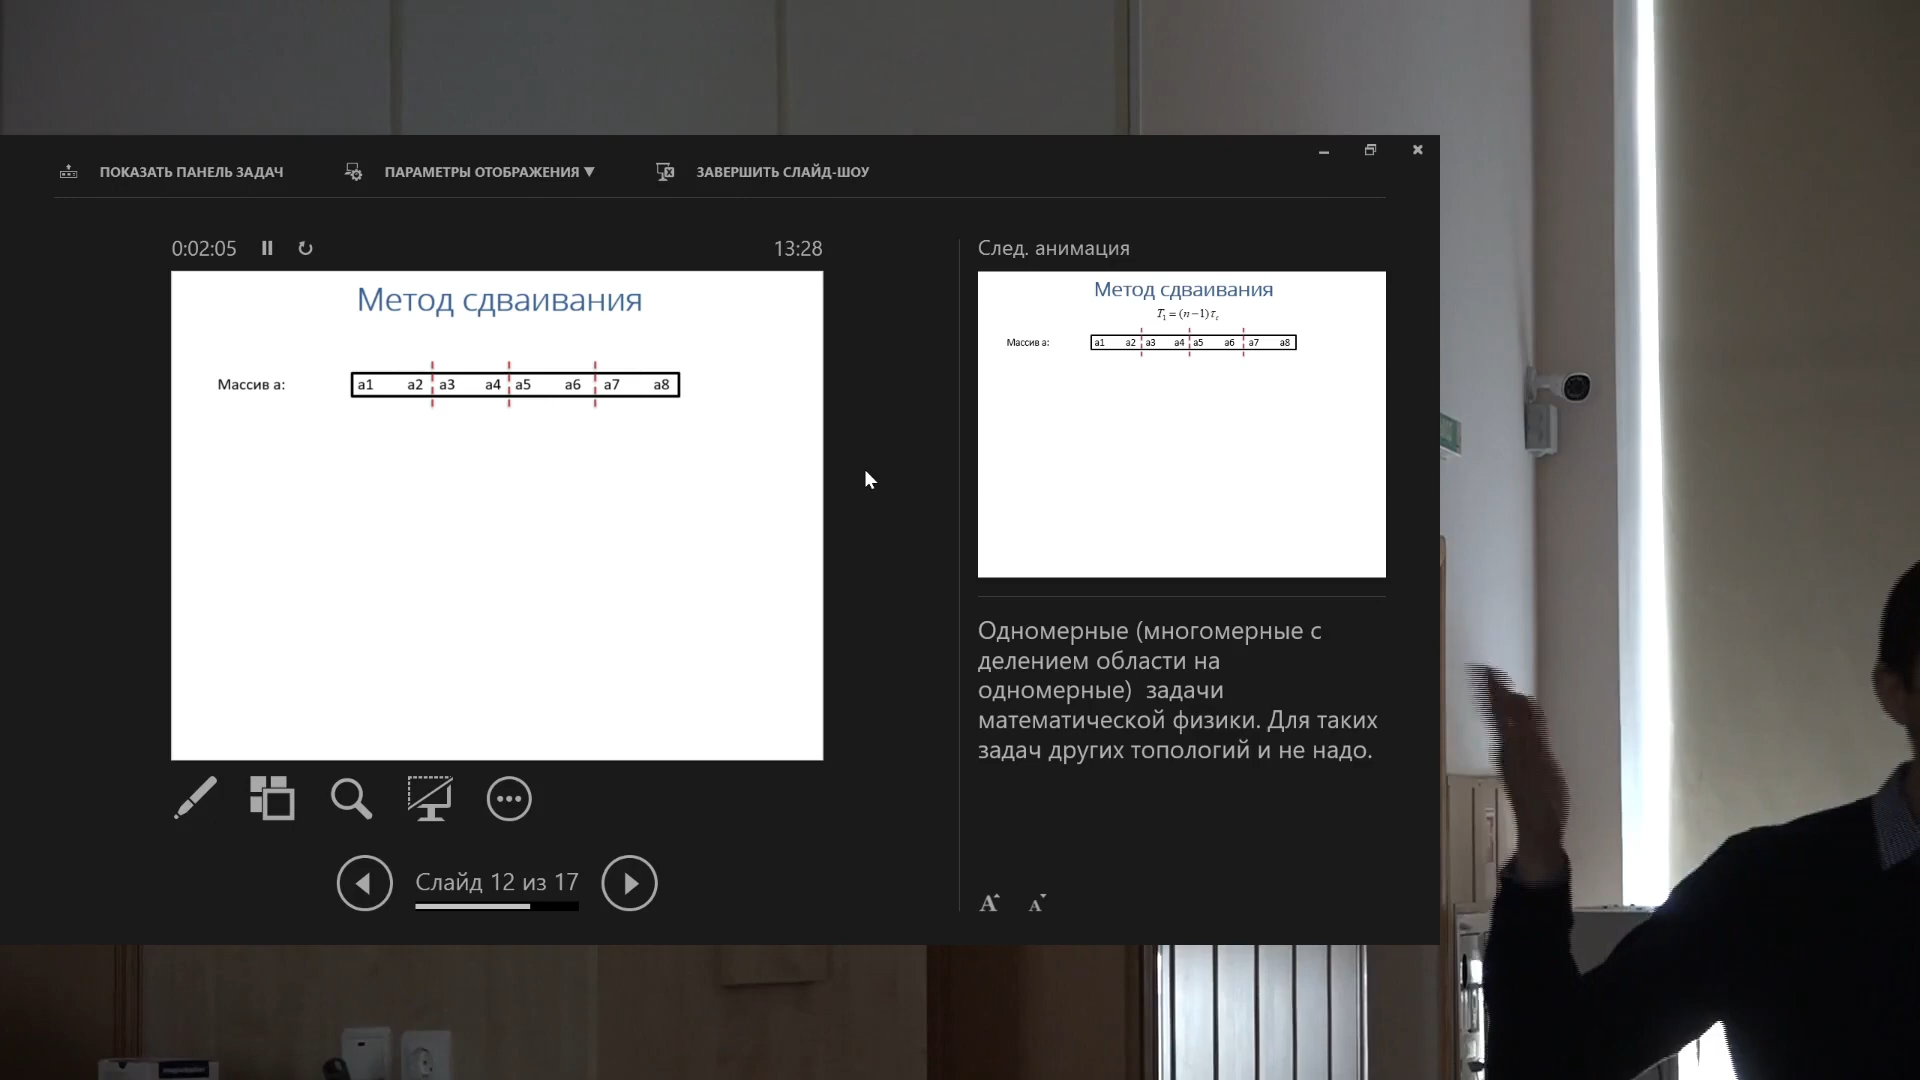 ПОКАЗАТЬ ПАНЕЛЬ ЗАДАЧ
ПАРАМЕТРЫ ОТОБРАЖЕНИЯ ▼
ЗАВЕРШИТЬ СЛАЙД-ШОУ
0:02:05
13:28
Метод сдваивания
Массив a:
a1 a2 a3 a4 a5 a6 a7 a8
Слайд 12 из 17
След. анимация
Метод сдваивания
T₁ = (n−1) τ꜀
Массив a:
a1 a2 a3 a4 a5 a6 a7 a8
Одномерные (многомерные с
делением области на
одномерные) задачи
математической физики. Для таких
задач других топологий и не надо.
A A